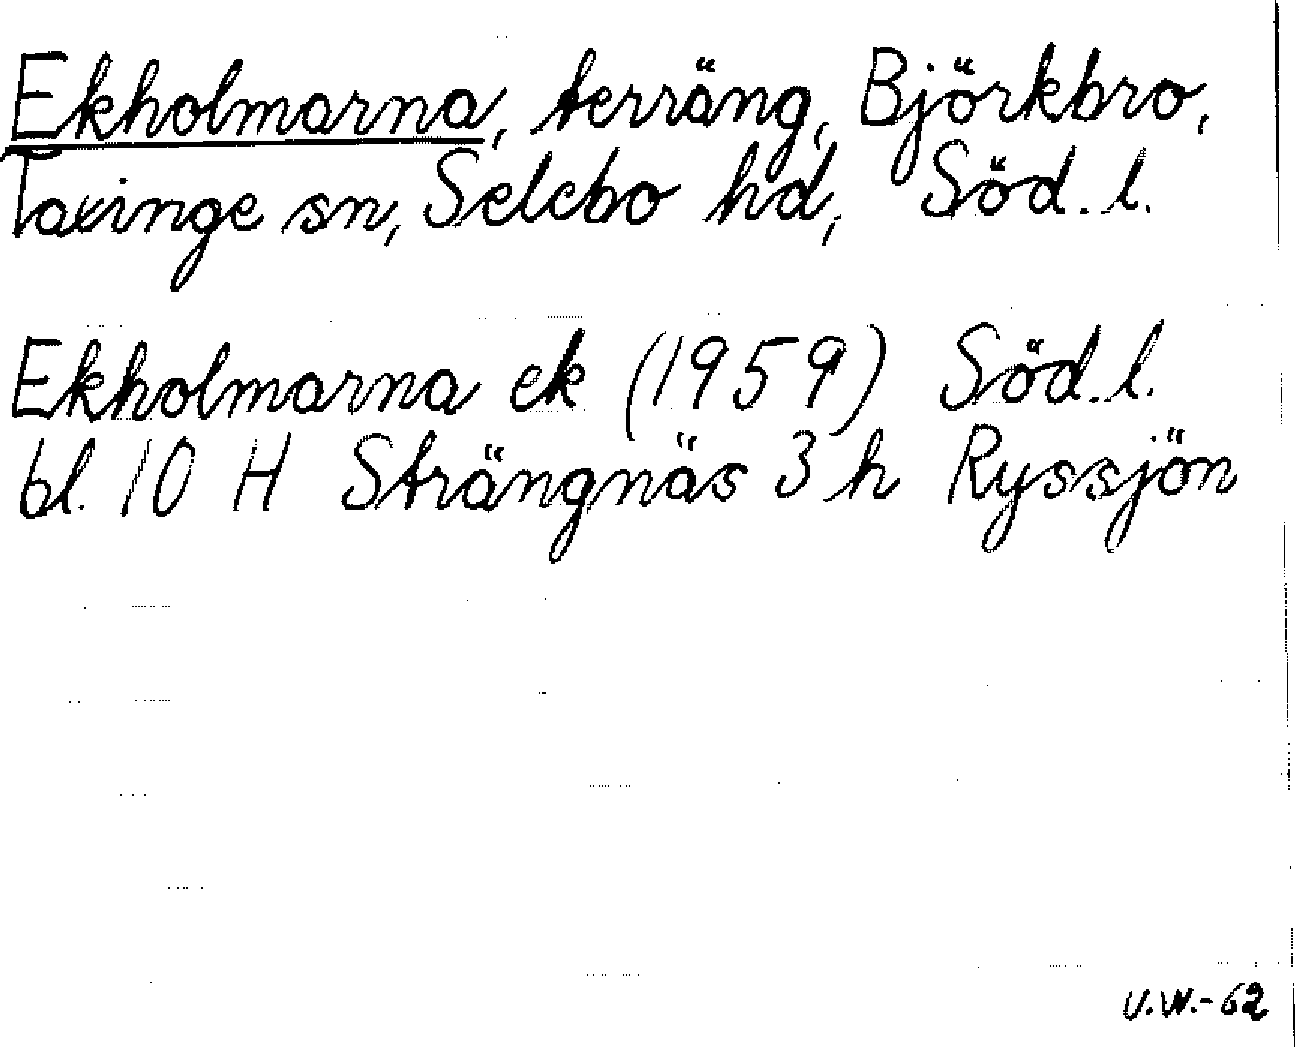 Ekholmarna, terräng, Björkbro,
Taxinge sn, Selebo hd, Söd. l.
Ekholmarna ek (1959) Söd. l.
bl. 10 H Strängnäs 3 h Ryssjön
V.W.-62